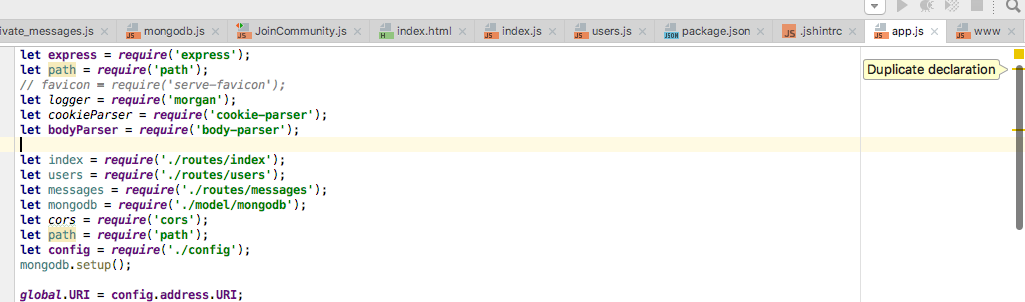 ivate_messages.js mongodb.js JoinCommunity.js index.html index.js users.js package.json .jshintrc app.js www
let express = require('express');
let path = require('path');
Duplicate declaration
// favicon = require('serve-favicon');
let logger = require('morgan');
let cookieParser = require('cookie-parser');
let bodyParser = require('body-parser');
let index = require('./routes/index');
let users = require('./routes/users');
let messages = require('./routes/messages');
let mongodb = require('./model/mongodb');
let cors = require('cors');
let path = require('path');
let config = require('./config');
mongodb.setup();
global.URI = config.address.URI;